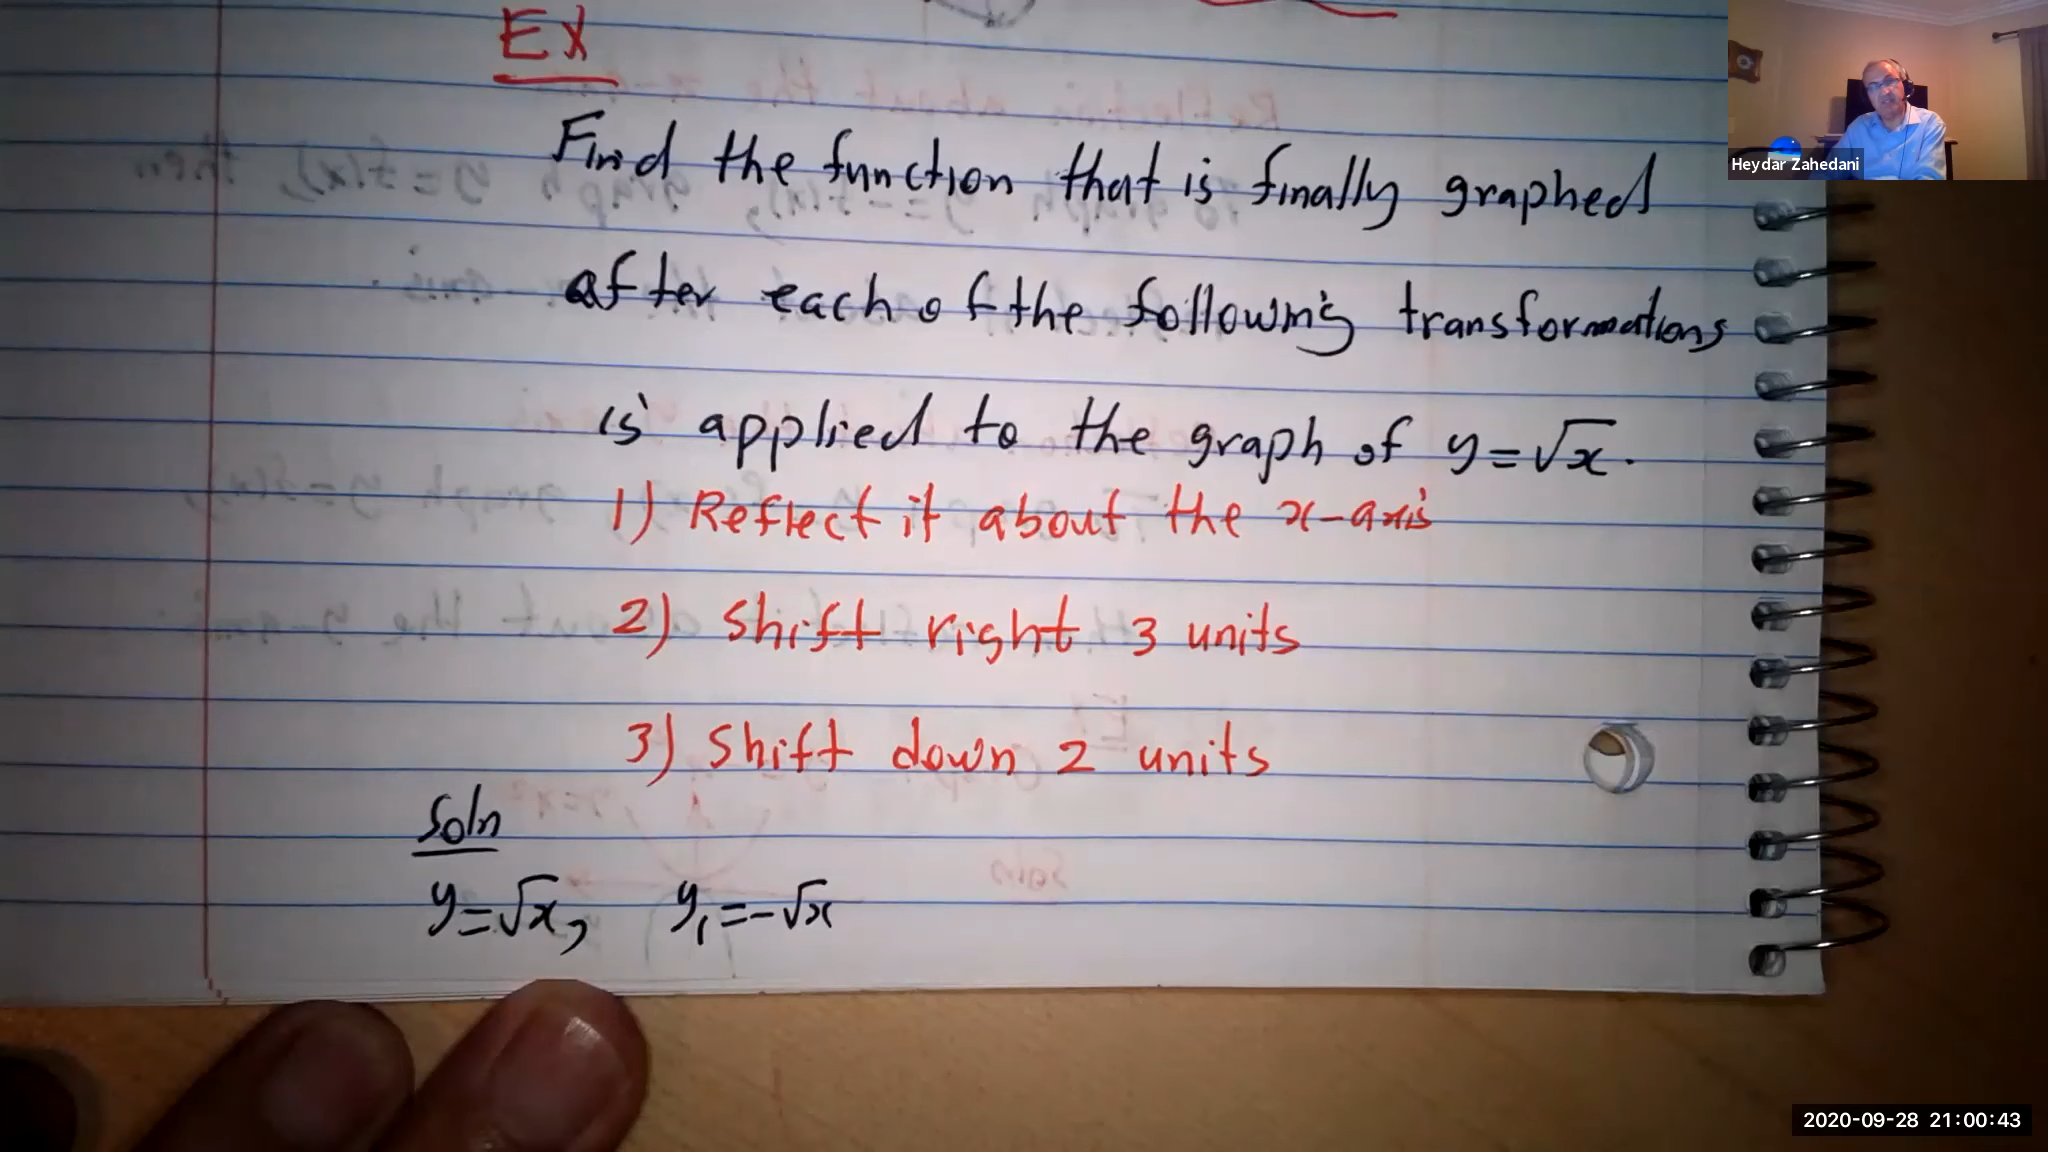 EX
Find the function that is finally graphed
after each of the following transformations
is applied to the graph of y=√x.
1) Reflect it about the x-axis
2) Shift right 3 units
3) Shift down 2 units
Soln
y=√x, y₁=-√x
Heydar Zahedani
2020-09-28 21:00:43